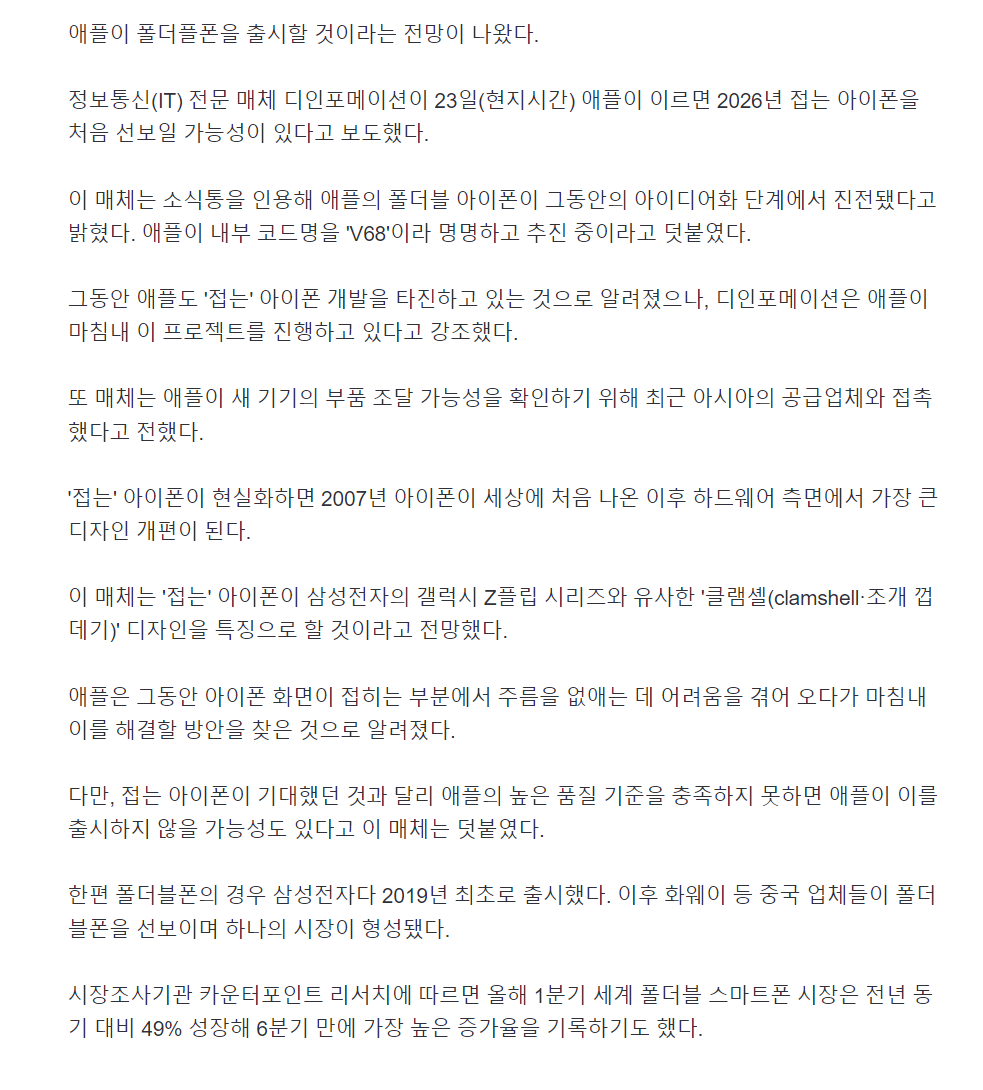 애플이 폴더플폰을 출시할 것이라는 전망이 나왔다.
정보통신(IT) 전문 매체 디인포메이션이 23일(현지시간) 애플이 이르면 2026년 접는 아이폰을
처음 선보일 가능성이 있다고 보도했다.
이 매체는 소식통을 인용해 애플의 폴더블 아이폰이 그동안의 아이디어화 단계에서 진전됐다고
밝혔다. 애플이 내부 코드명을 'V68'이라 명명하고 추진 중이라고 덧붙였다.
그동안 애플도 '접는' 아이폰 개발을 타진하고 있는 것으로 알려졌으나, 디인포메이션은 애플이
마침내 이 프로젝트를 진행하고 있다고 강조했다.
또 매체는 애플이 새 기기의 부품 조달 가능성을 확인하기 위해 최근 아시아의 공급업체와 접촉
했다고 전했다.
'접는' 아이폰이 현실화하면 2007년 아이폰이 세상에 처음 나온 이후 하드웨어 측면에서 가장 큰
디자인 개편이 된다.
이 매체는 '접는' 아이폰이 삼성전자의 갤럭시 Z플립 시리즈와 유사한 '클램셸(clamshell·조개 껍
데기)' 디자인을 특징으로 할 것이라고 전망했다.
애플은 그동안 아이폰 화면이 접히는 부분에서 주름을 없애는 데 어려움을 겪어 오다가 마침내
이를 해결할 방안을 찾은 것으로 알려졌다.
다만, 접는 아이폰이 기대했던 것과 달리 애플의 높은 품질 기준을 충족하지 못하면 애플이 이를
출시하지 않을 가능성도 있다고 이 매체는 덧붙였다.
한편 폴더블폰의 경우 삼성전자다 2019년 최초로 출시했다. 이후 화웨이 등 중국 업체들이 폴더
블폰을 선보이며 하나의 시장이 형성됐다.
시장조사기관 카운터포인트 리서치에 따르면 올해 1분기 세계 폴더블 스마트폰 시장은 전년 동
기 대비 49% 성장해 6분기 만에 가장 높은 증가율을 기록하기도 했다.